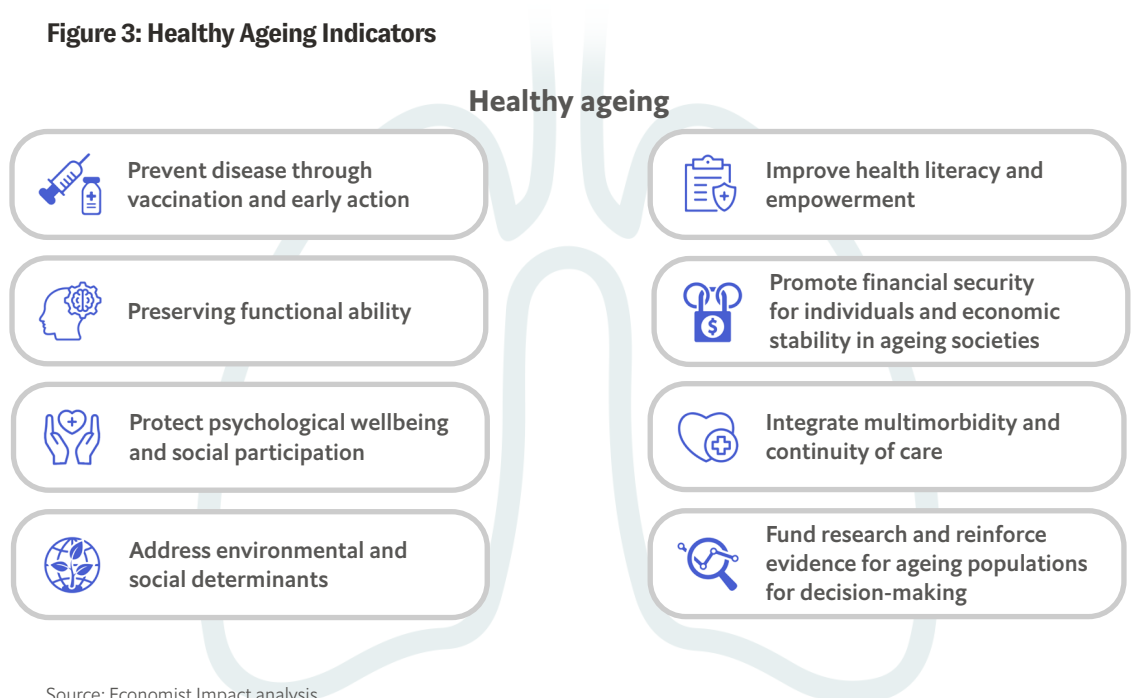 Figure 3: Healthy Ageing Indicators
Healthy ageing
Prevent disease through
vaccination and early action
Preserving functional ability
Protect psychological wellbeing
and social participation
Address environmental and
social determinants
Improve health literacy and
empowerment
$
Promote financial security
for individuals and economic
stability in ageing societies
Integrate multimorbidity and
continuity of care
Fund research and reinforce
evidence for ageing populations
for decision-making
Source: Economist Impact analysis